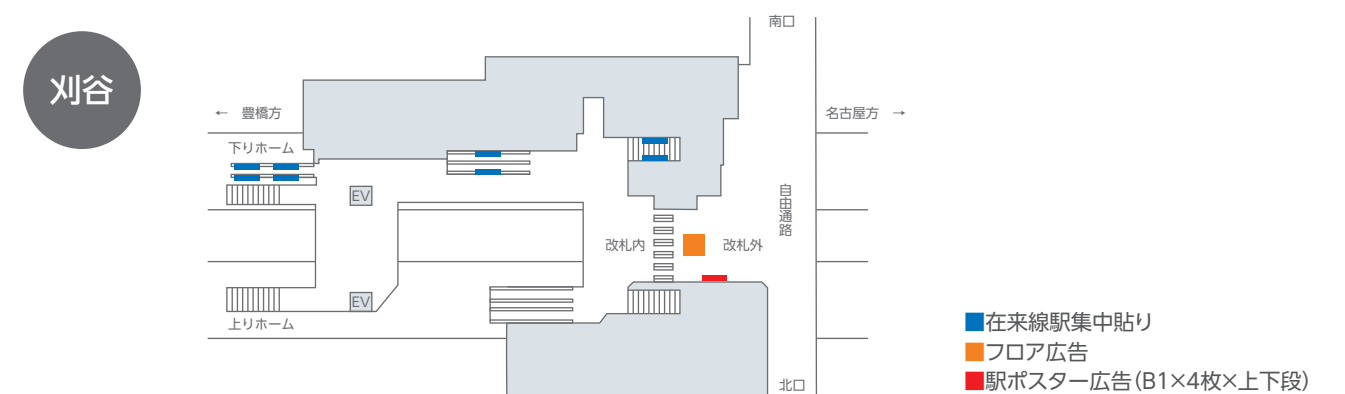 刈谷
南口
← 豊橋方
名古屋方 →
下りホーム
EV
自由通路
改札内
改札外
EV
上りホーム
北口
■在来線駅集中貼り
■フロア広告
■駅ポスター広告(B1×4枚×上下段)